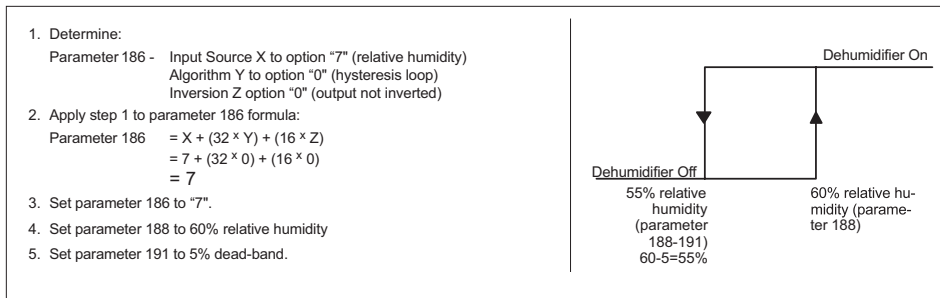 1. Determine:
Parameter 186 - Input Source X to option “7" (relative humidity)
Algorithm Y to option “0" (hysteresis loop)
Inversion Z option “0" (output not inverted)
2. Apply step 1 to parameter 186 formula:
Parameter 186 = X + (32 x Y) + (16 x Z)
= 7 + (32 x 0) + (16 x 0)
= 7
3. Set parameter 186 to “7".
4. Set parameter 188 to 60% relative humidity
5. Set parameter 191 to 5% dead-band.
Dehumidifier On
Dehumidifier Off
55% relative
humidity
(parameter
188-191)
60-5=55%
60% relative hu-
midity (parame-
ter 188)